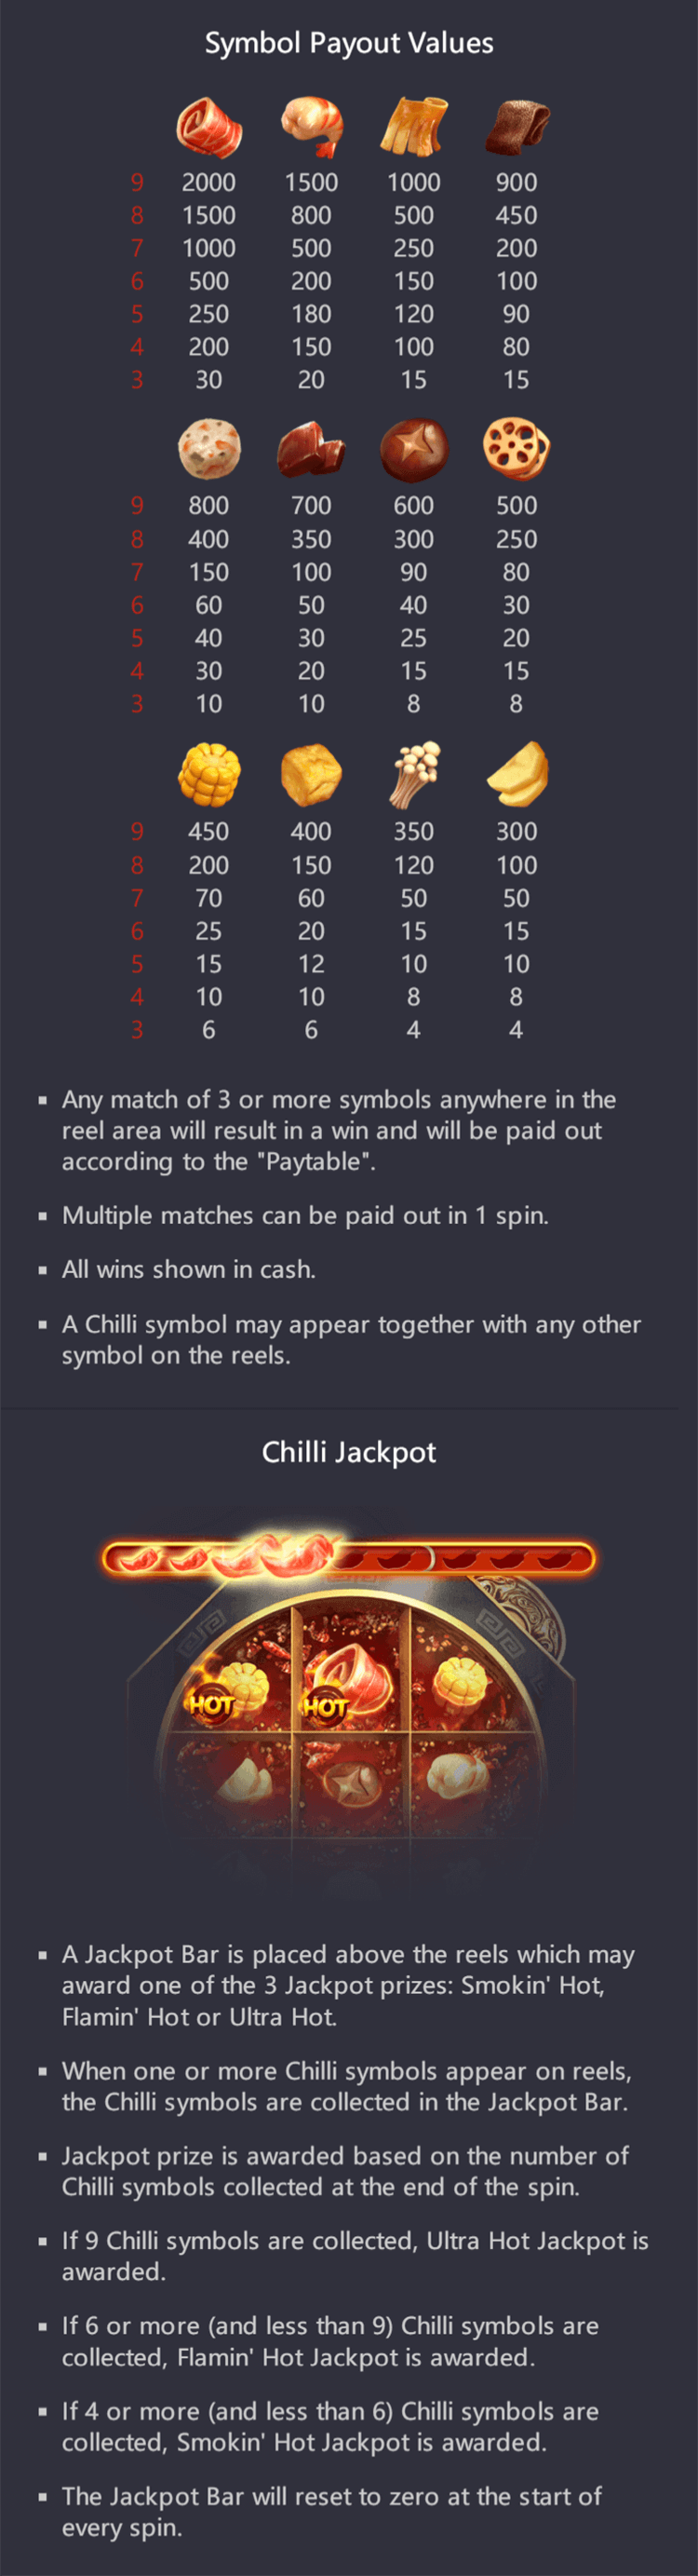 Symbol Payout Values
9 2000 1500 1000 900
8 1500 800 500 450
7 1000 500 250 200
6 500 200 150 100
5 250 180 120 90
4 200 150 100 80
3 30 20 15 15
9 800 700 600 500
8 400 350 300 250
7 150 100 90 80
6 60 50 40 30
5 40 30 25 20
4 30 20 15 15
3 10 10 8 8
9 450 400 350 300
8 200 150 120 100
7 70 60 50 50
6 25 20 15 15
5 15 12 10 10
4 10 10 8 8
3 6 6 4 4
▪ Any match of 3 or more symbols anywhere in the
reel area will result in a win and will be paid out
according to the "Paytable".
▪ Multiple matches can be paid out in 1 spin.
▪ All wins shown in cash.
▪ A Chilli symbol may appear together with any other
symbol on the reels.
Chilli Jackpot
HOT HOT
▪ A Jackpot Bar is placed above the reels which may
award one of the 3 Jackpot prizes: Smokin' Hot,
Flamin' Hot or Ultra Hot.
▪ When one or more Chilli symbols appear on reels,
the Chilli symbols are collected in the Jackpot Bar.
▪ Jackpot prize is awarded based on the number of
Chilli symbols collected at the end of the spin.
▪ If 9 Chilli symbols are collected, Ultra Hot Jackpot is
awarded.
▪ If 6 or more (and less than 9) Chilli symbols are
collected, Flamin' Hot Jackpot is awarded.
▪ If 4 or more (and less than 6) Chilli symbols are
collected, Smokin' Hot Jackpot is awarded.
▪ The Jackpot Bar will reset to zero at the start of
every spin.